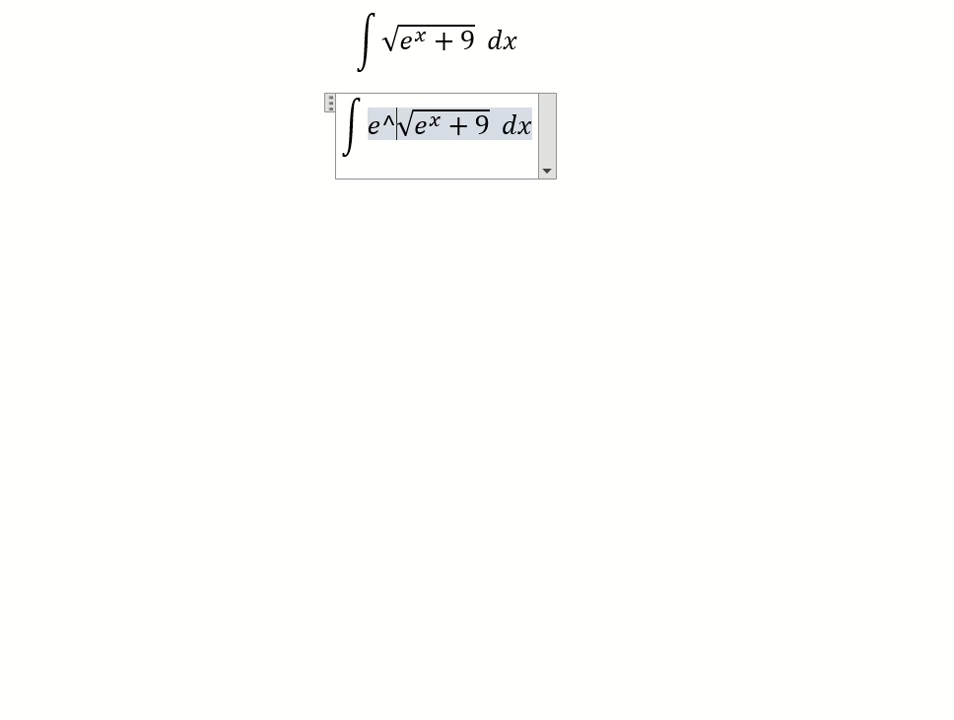 ∫ √(eˣ + 9) dx
∫ e^√(eˣ + 9) dx